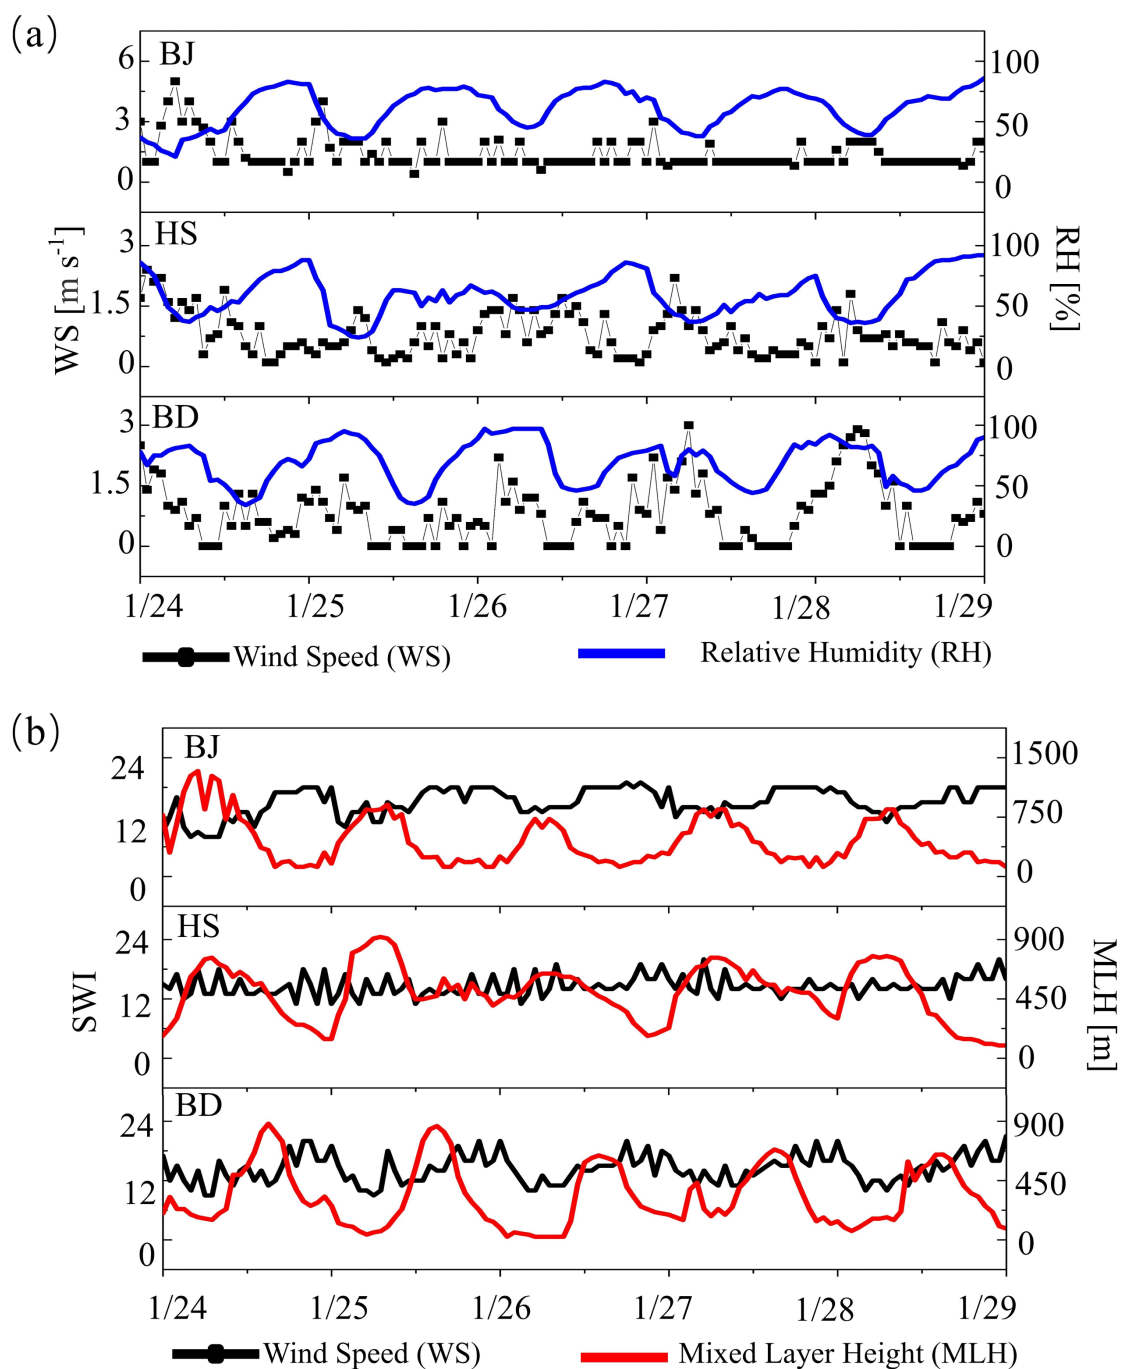 (a)
BJ
6
3
0
100
50
0
HS
3
1.5
0
100
50
0
WS [m s⁻¹]
RH [%]
BD
3
1.5
0
100
50
0
1/24 1/25 1/26 1/27 1/28 1/29
Wind Speed (WS) Relative Humidity (RH)
(b)
BJ
24
12
0
1500
750
0
HS
24
12
0
900
450
0
SWI
MLH [m]
BD
24
12
0
900
450
0
1/24 1/25 1/26 1/27 1/28 1/29
Wind Speed (WS) Mixed Layer Height (MLH)